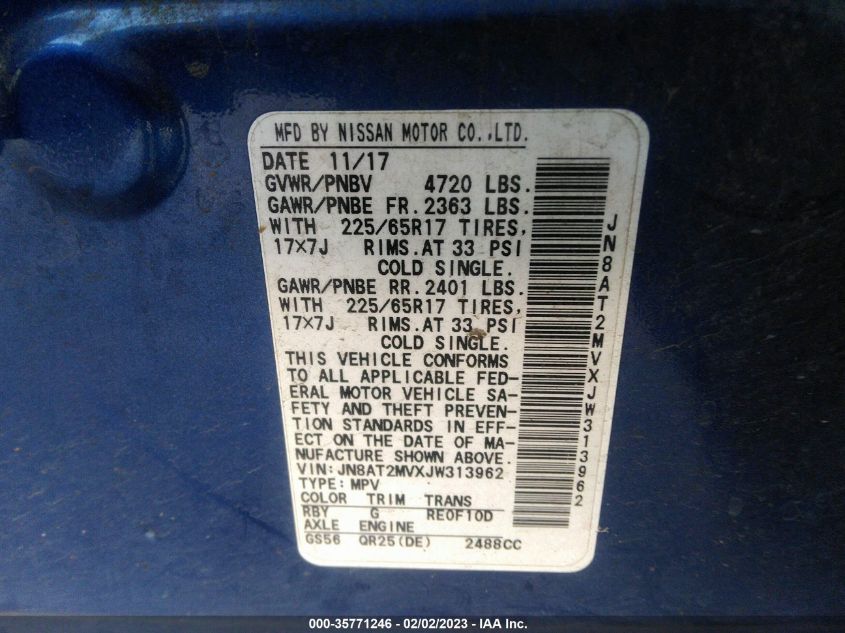 MFD BY NISSAN MOTOR CO.,LTD.
DATE 11/17
GVWR/PNBV 4720 LBS.
GAWR/PNBE FR. 2363 LBS.
WITH 225/65R17 TIRES,
17×7J RIMS. AT 33 PSI
COLD SINGLE.
GAWR/PNBE RR. 2401 LBS.
WITH 225/65R17 TIRES,
17×7J RIMS. AT 33 PSI
COLD SINGLE.
THIS VEHICLE CONFORMS
TO ALL APPLICABLE FED-
ERAL MOTOR VEHICLE SA-
FETY AND THEFT PREVEN-
TION STANDARDS IN EFF-
ECT ON THE DATE OF MA-
NUFACTURE SHOWN ABOVE.
VIN: JN8AT2MVXJW313962
TYPE: MPV
COLOR TRIM TRANS
RBY G RE0F10D
AXLE ENGINE
GS56 QR25(DE) 2488CC
JN8AT2MVXJW313962
000-35771246 - 02/02/2023 - IAA Inc.